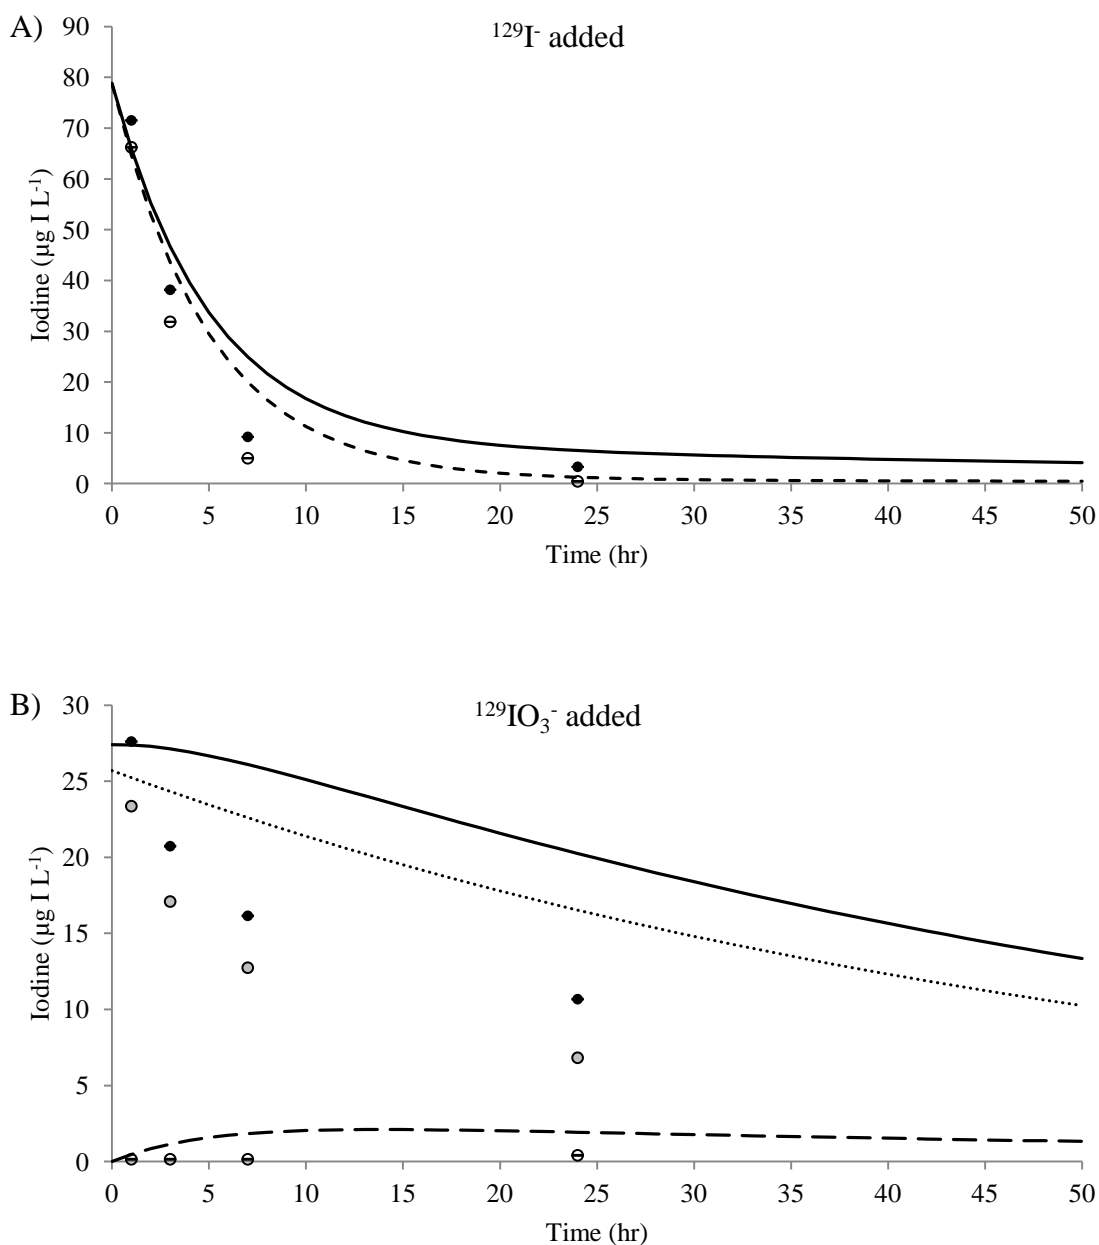 A)
¹²⁹I⁻ added
90
80
70
60
50
40
30
20
10
0
Iodine (µg I L⁻¹)
0 5 10 15 20 25 30 35 40 45 50
Time (hr)
B)
¹²⁹IO₃⁻ added
30
25
20
15
10
5
0
Iodine (µg I L⁻¹)
0 5 10 15 20 25 30 35 40 45 50
Time (hr)